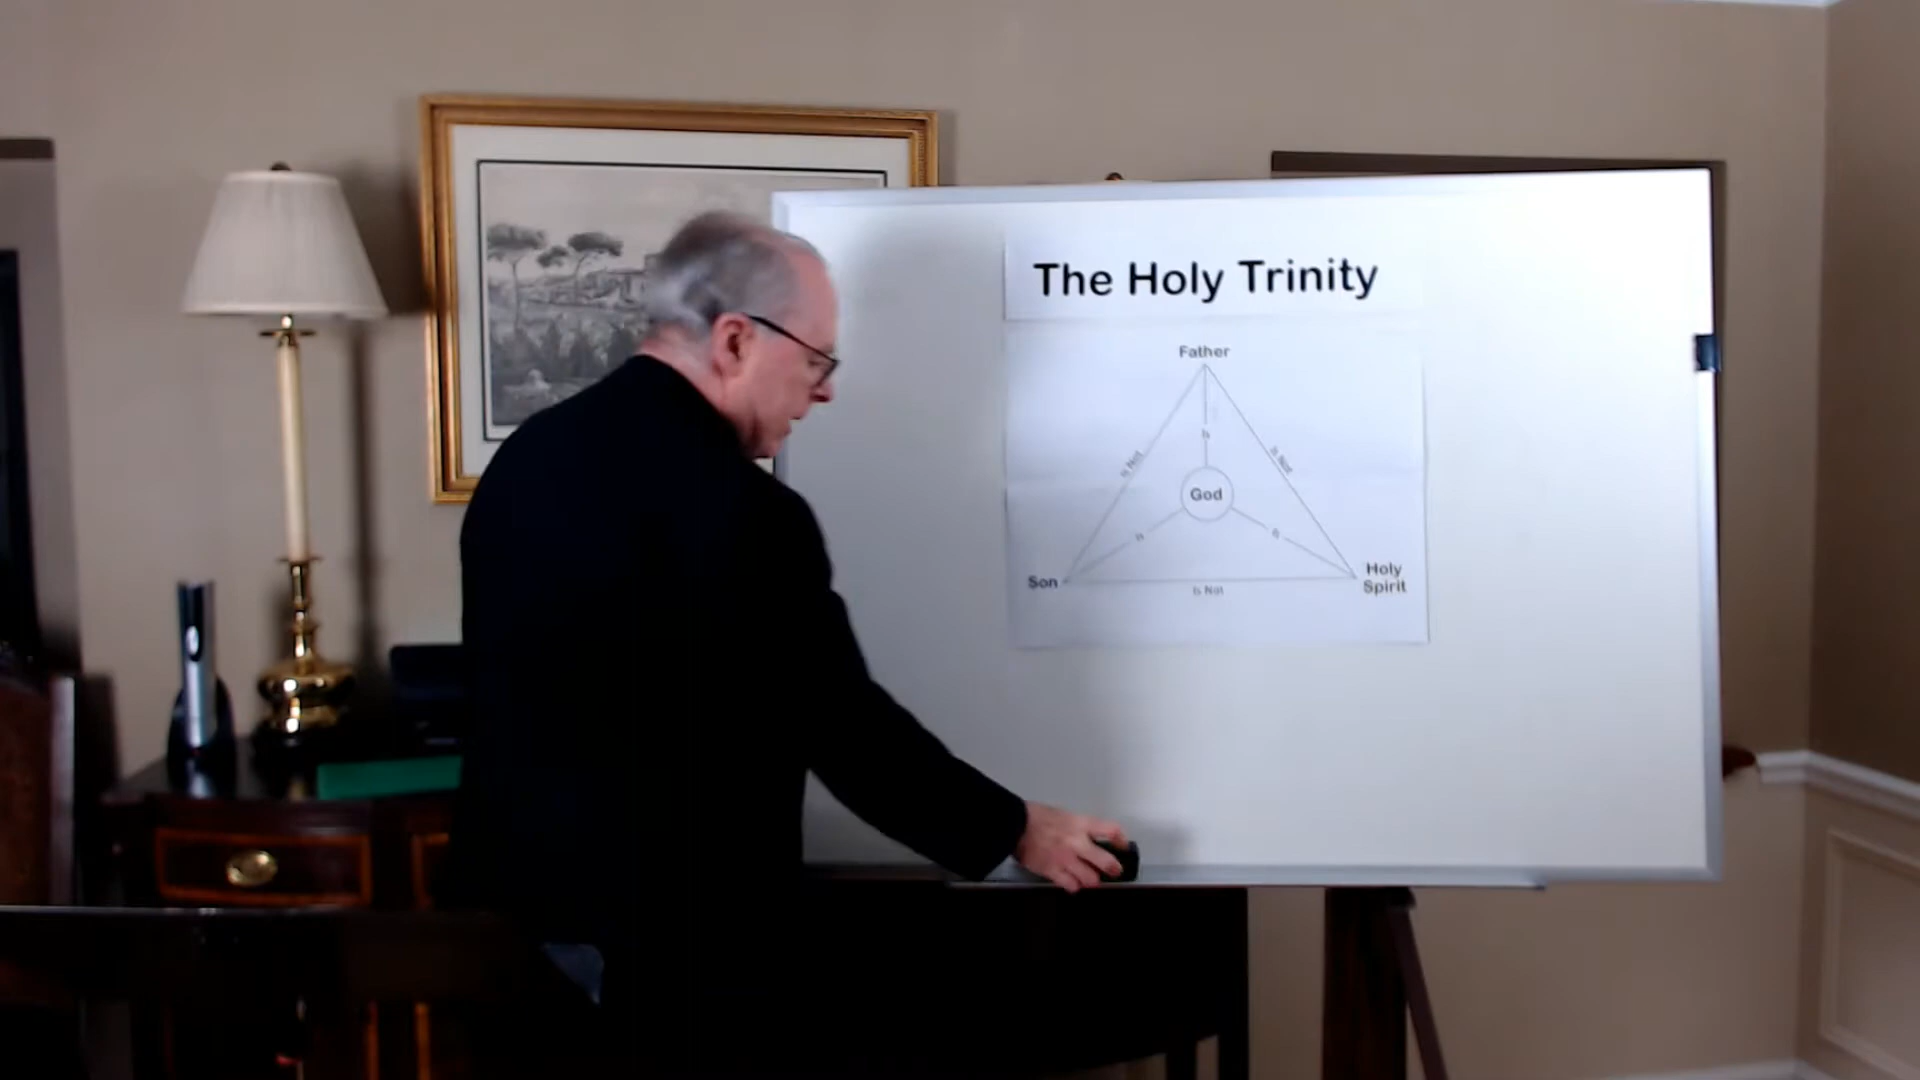 The Holy Trinity
Father
Is
Is Not
Is Not
God
Is
Is
Son
Holy
Spirit
Is Not